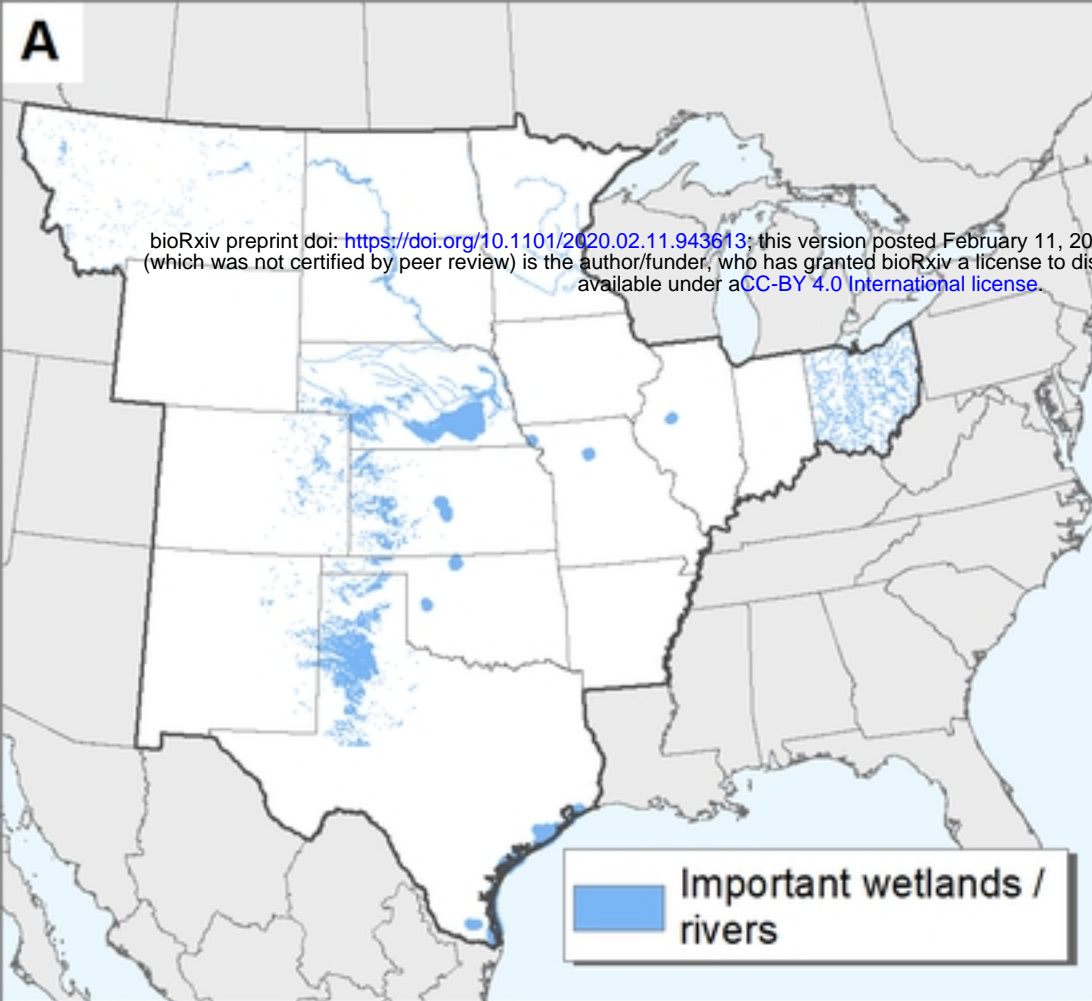 A
bioRxiv preprint doi: https://doi.org/10.1101/2020.02.11.943613; this version posted February 11, 20
(which was not certified by peer review) is the author/funder, who has granted bioRxiv a license to dis
available under aCC-BY 4.0 International license.
Important wetlands /
rivers